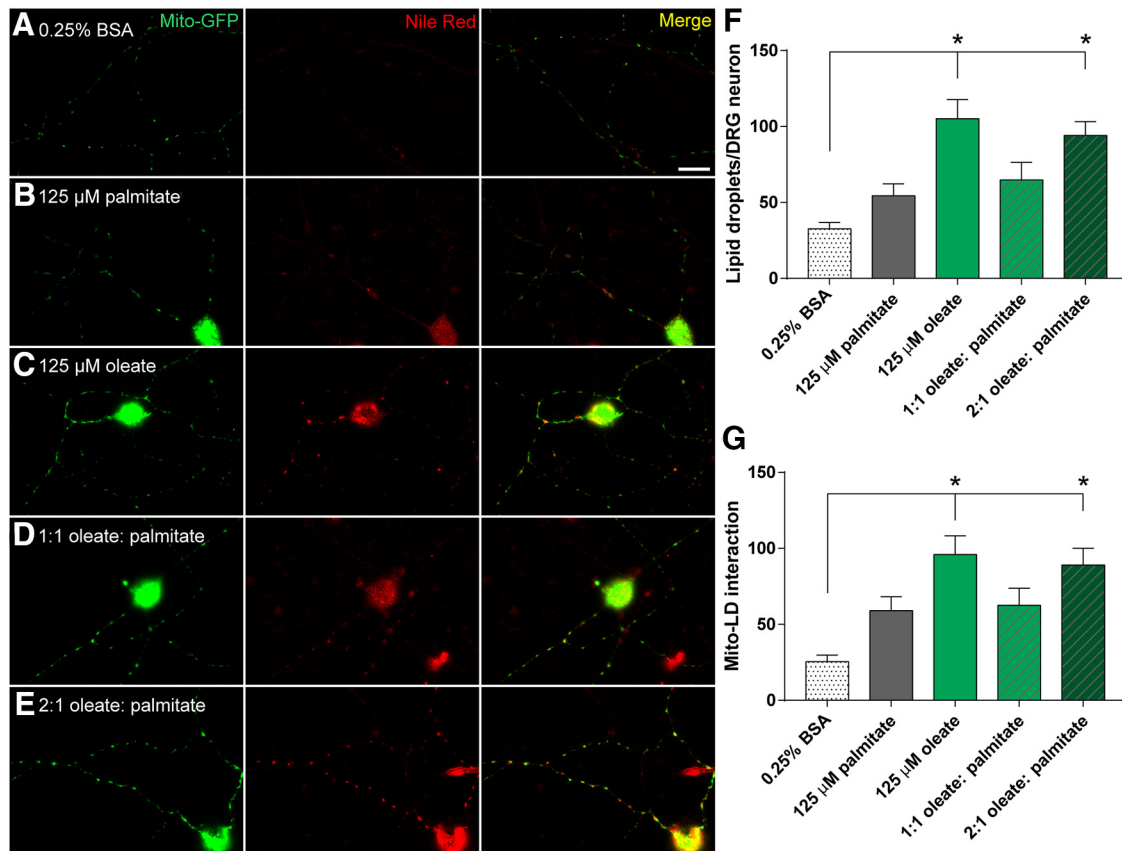 A 0.25% BSA
Mito-GFP
Nile Red
Merge
B 125 μM palmitate
C 125 μM oleate
D 1:1 oleate: palmitate
E 2:1 oleate: palmitate
F
Lipid droplets/DRG neuron
150
100
50
0
*
*
0.25% BSA
125 μM palmitate
125 μM oleate
1:1 oleate: palmitate
2:1 oleate: palmitate
G
Mito-LD interaction
150
100
50
0
*
*
0.25% BSA
125 μM palmitate
125 μM oleate
1:1 oleate: palmitate
2:1 oleate: palmitate